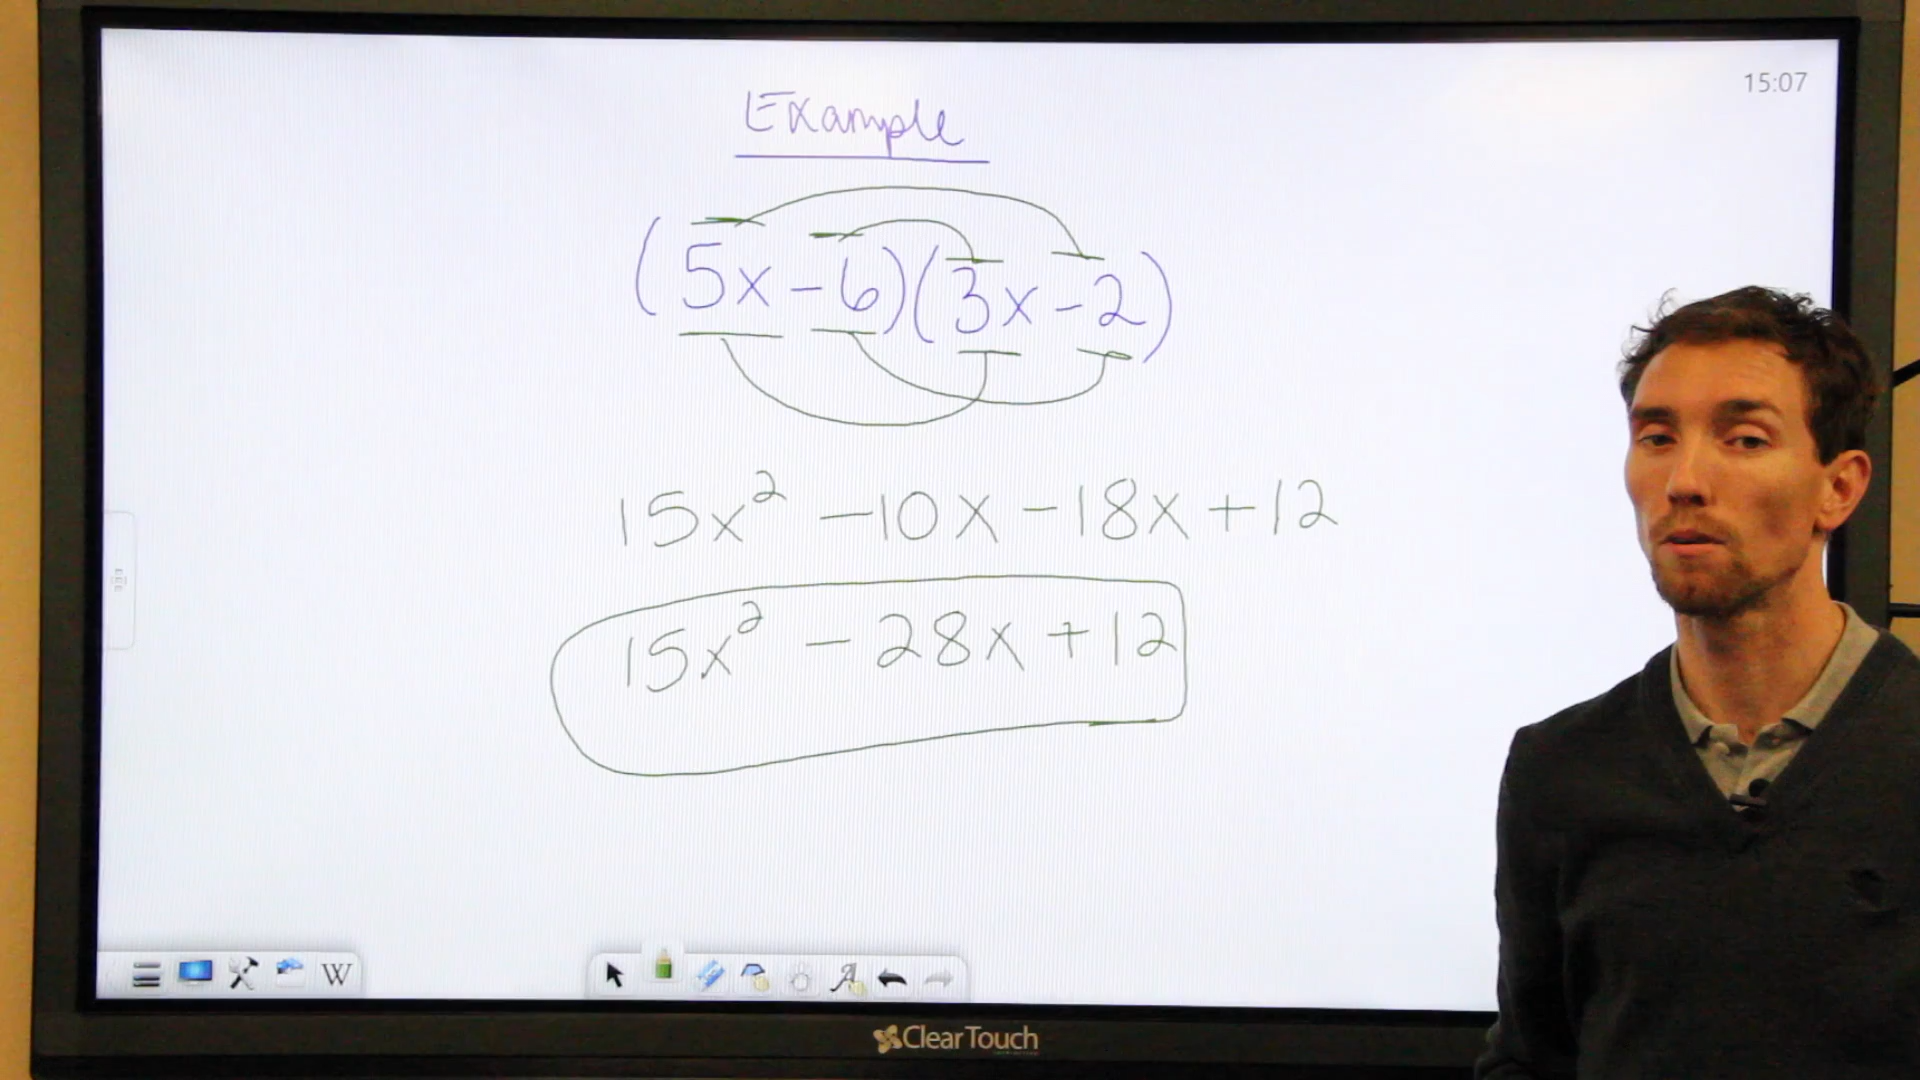 15:07
Example
(5x-6)(3x-2)
15x² -10x -18x +12
15x² - 28x + 12
W
A
ClearTouch